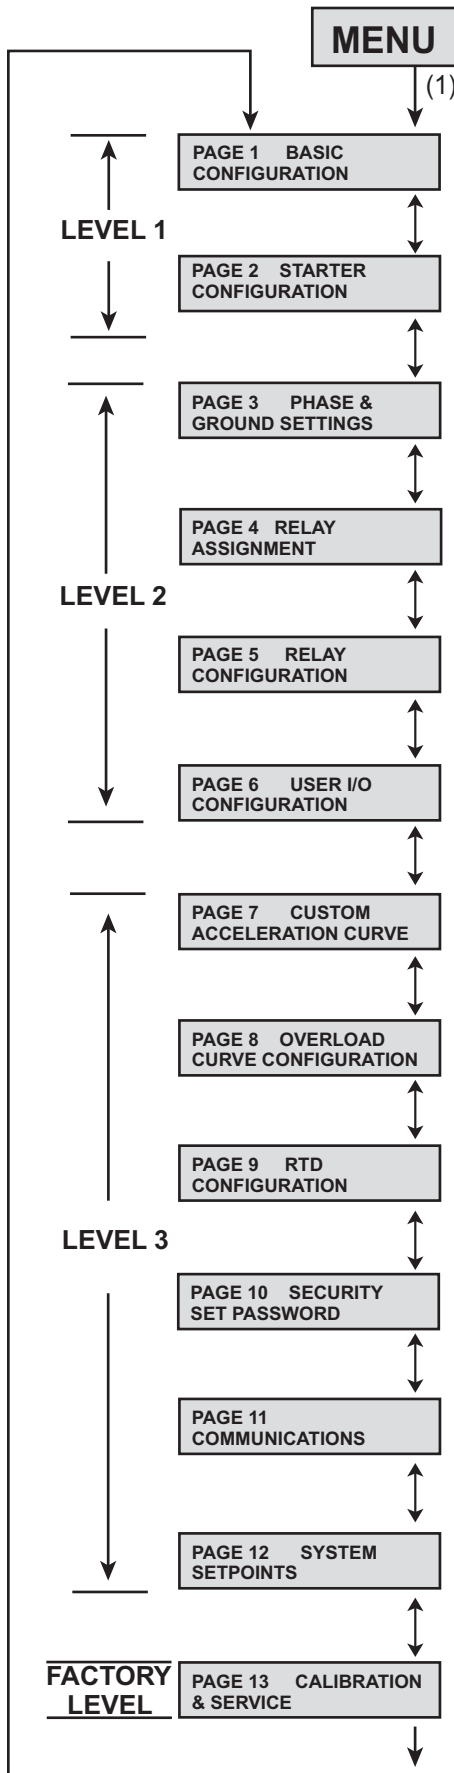 MENU
(1)
PAGE 1 BASIC
CONFIGURATION
LEVEL 1
PAGE 2 STARTER
CONFIGURATION
PAGE 3 PHASE &
GROUND SETTINGS
PAGE 4 RELAY
ASSIGNMENT
LEVEL 2
PAGE 5 RELAY
CONFIGURATION
PAGE 6 USER I/O
CONFIGURATION
PAGE 7 CUSTOM
ACCELERATION CURVE
PAGE 8 OVERLOAD
CURVE CONFIGURATION
PAGE 9 RTD
CONFIGURATION
LEVEL 3
PAGE 10 SECURITY
SET PASSWORD
PAGE 11
COMMUNICATIONS
PAGE 12 SYSTEM
SETPOINTS
FACTORY
LEVEL
PAGE 13 CALIBRATION
& SERVICE